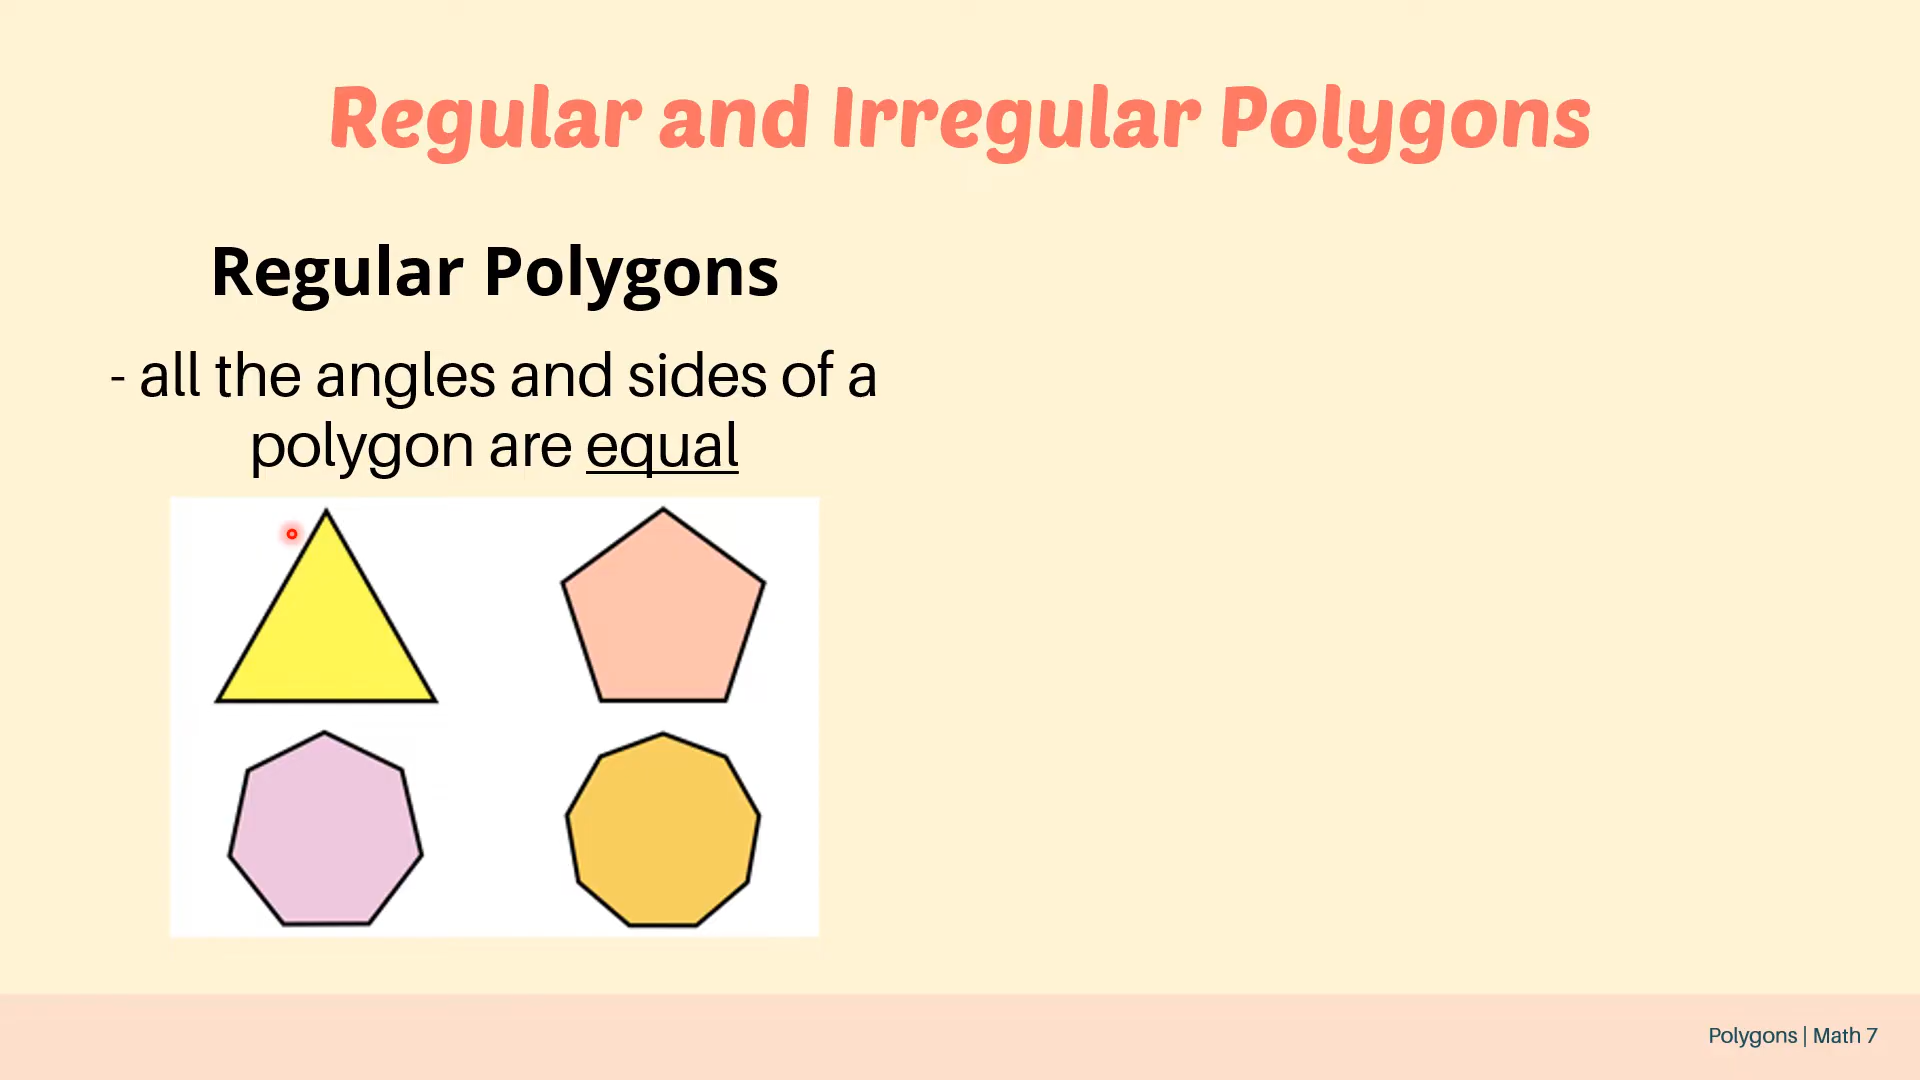 Regular and Irregular Polygons
Regular Polygons
- all the angles and sides of a
polygon are equal
Polygons | Math 7